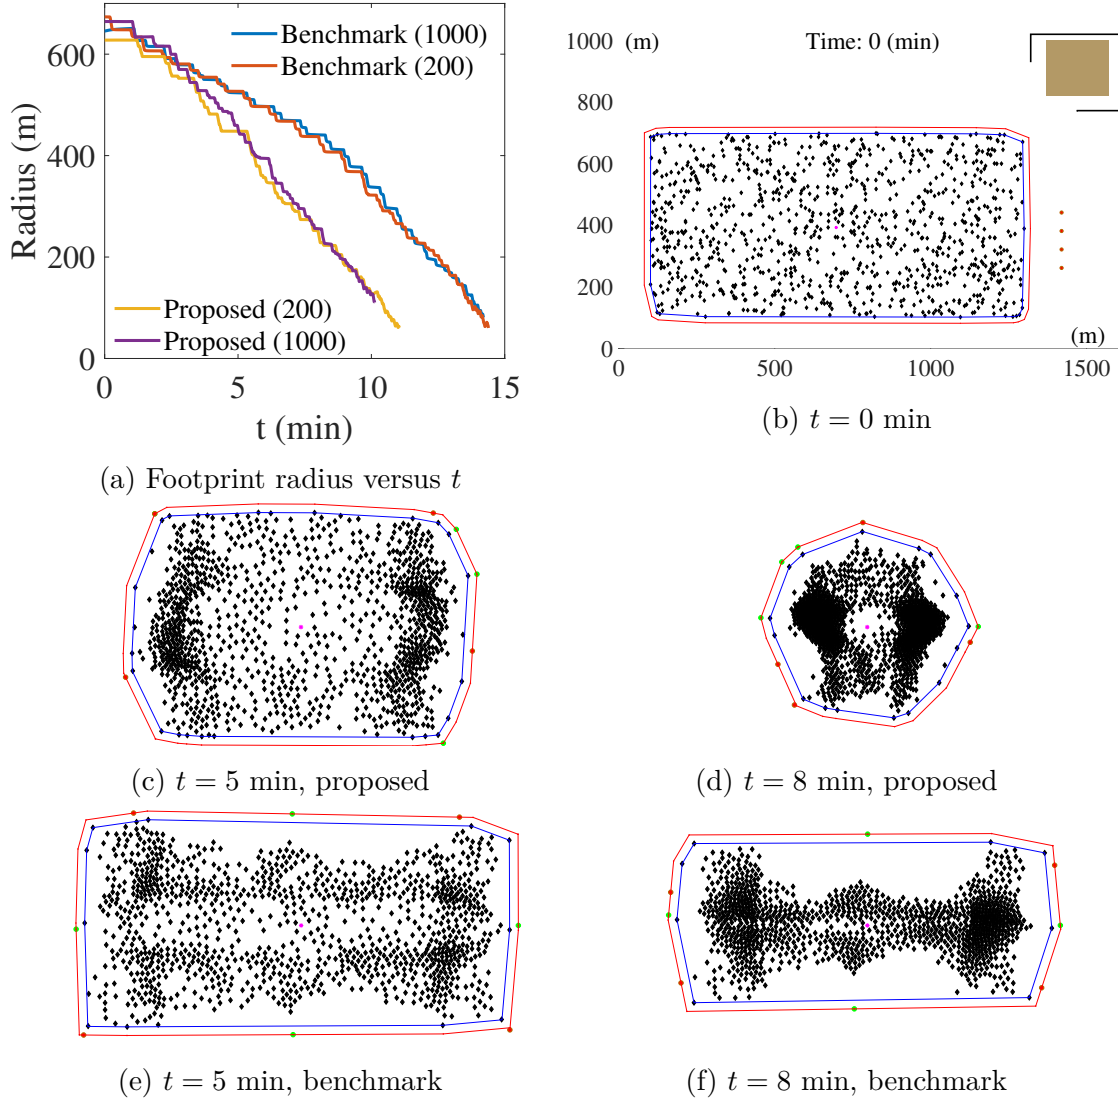 600
400
200
0
Radius (m)
Benchmark (1000)
Benchmark (200)
Proposed (200)
Proposed (1000)
0 5 10 15
t (min)
(a) Footprint radius versus t
1000 (m) Time: 0 (min)
800
600
400
200
0
(m)
0 500 1000 1500
(b) t = 0 min
(c) t = 5 min, proposed
(d) t = 8 min, proposed
(e) t = 5 min, benchmark
(f) t = 8 min, benchmark